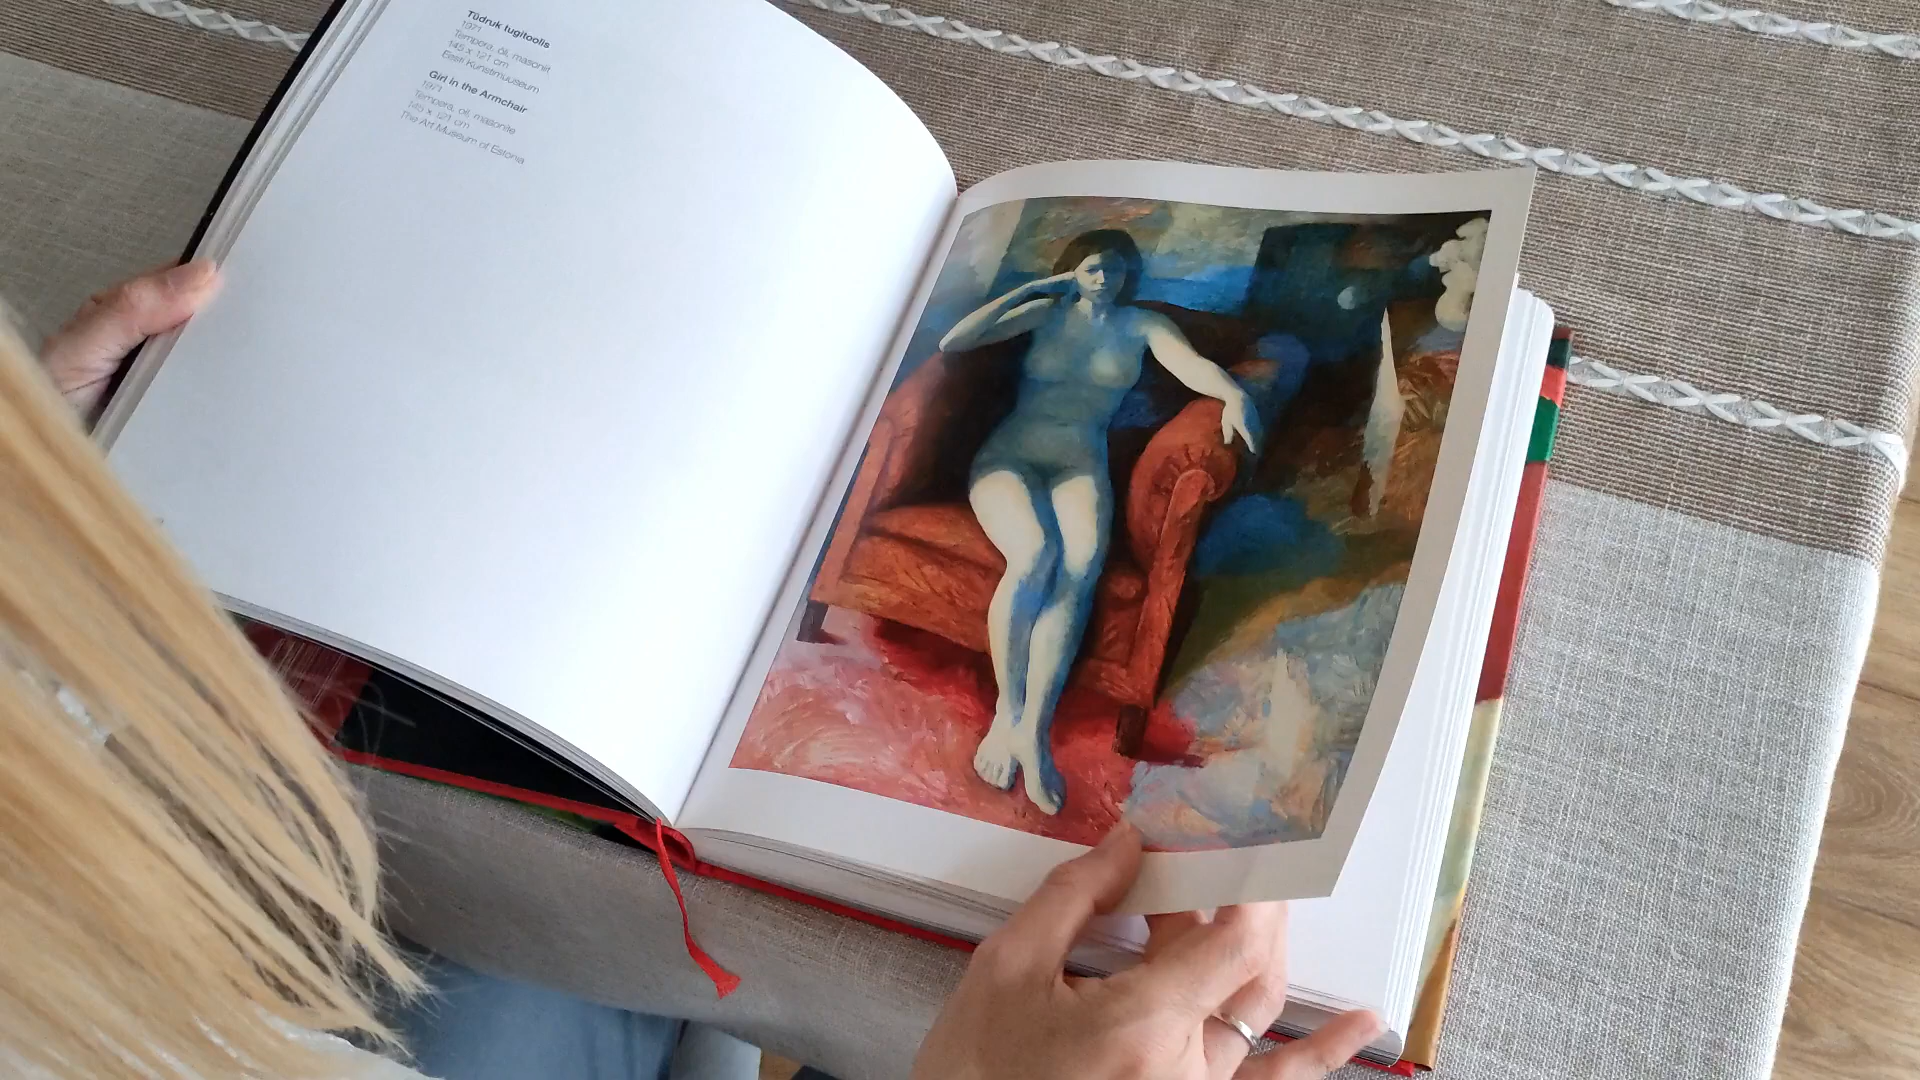 Tüdruk tugitoolis
1971
Tempera, õli, masoniit
145 x 121 cm
Eesti Kunstimuuseum
Girl in the Armchair
1971
Tempera, oil, masonite
145 x 121 cm
The Art Museum of Estonia